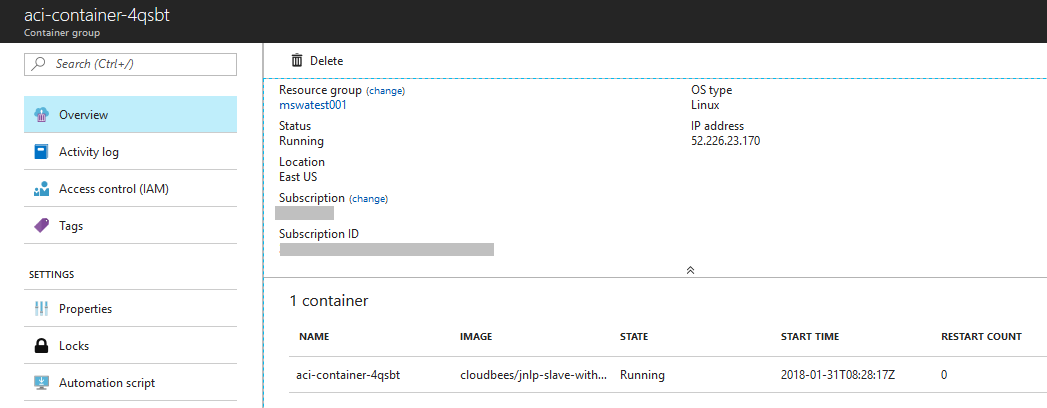 aci-container-4qsbt
Container group
Search (Ctrl+/)
Overview
Activity log
Access control (IAM)
Tags
SETTINGS
Properties
Locks
Automation script
Delete
Resource group (change)
mswatest001
Status
Running
Location
East US
Subscription (change)
Subscription ID
OS type
Linux
IP address
52.226.23.170
1 container
NAME IMAGE STATE START TIME RESTART COUNT
aci-container-4qsbt cloudbees/jnlp-slave-with... Running 2018-01-31T08:28:17Z 0